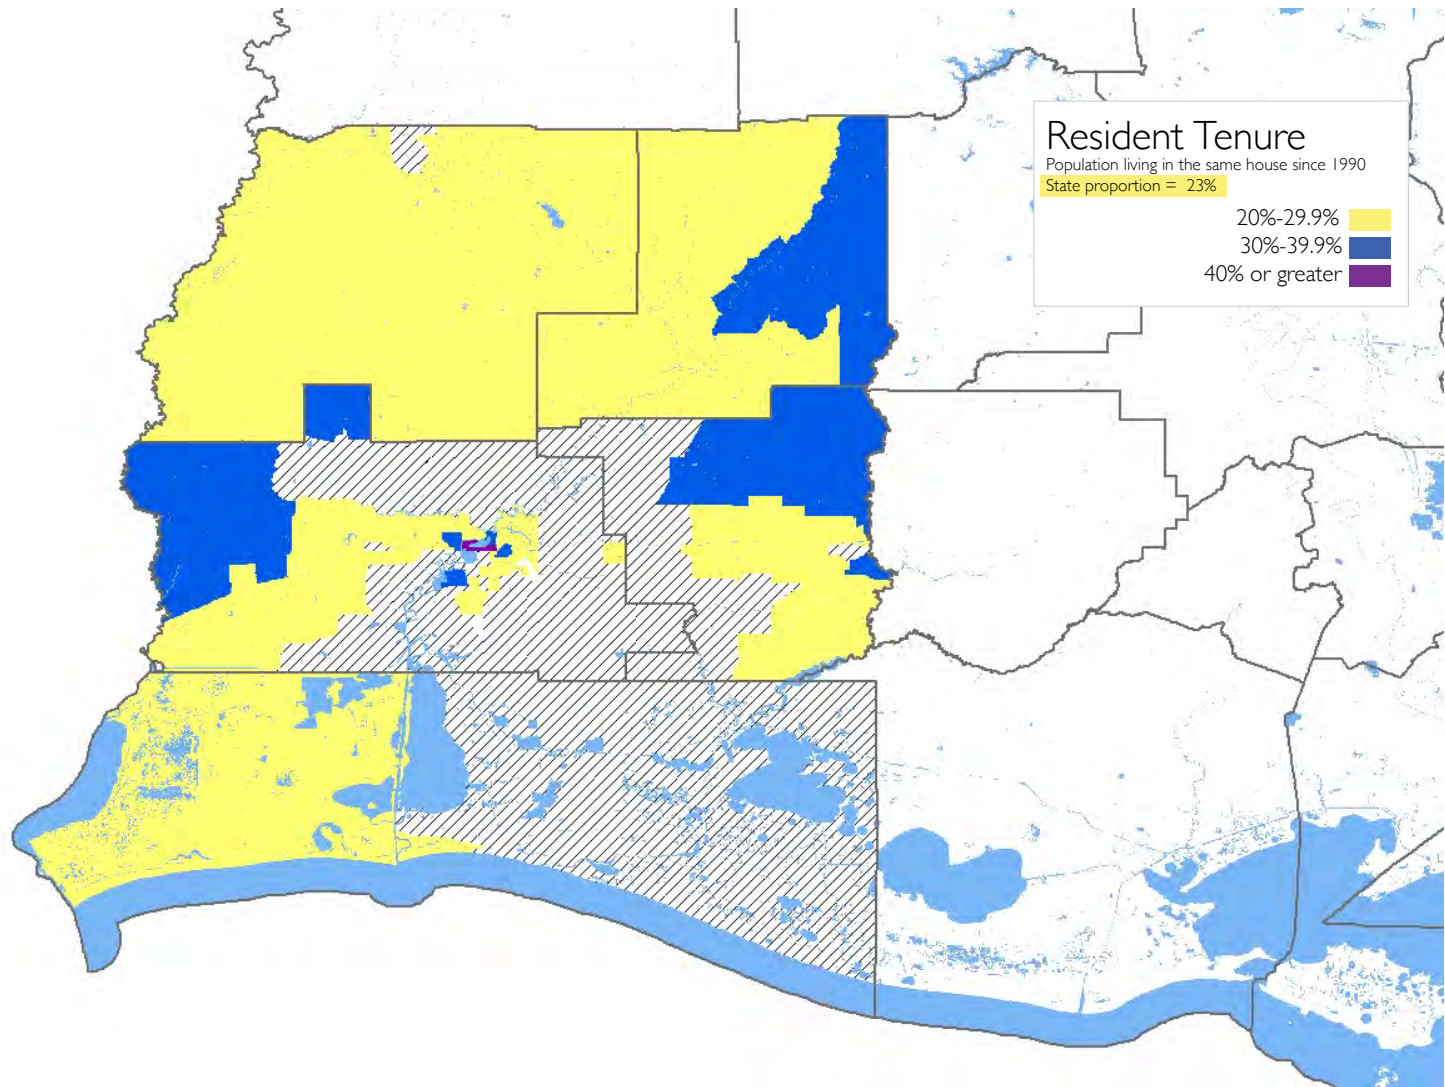 Resident Tenure
Population living in the same house since 1990
State proportion = 23%
20%-29.9%
30%-39.9%
40% or greater